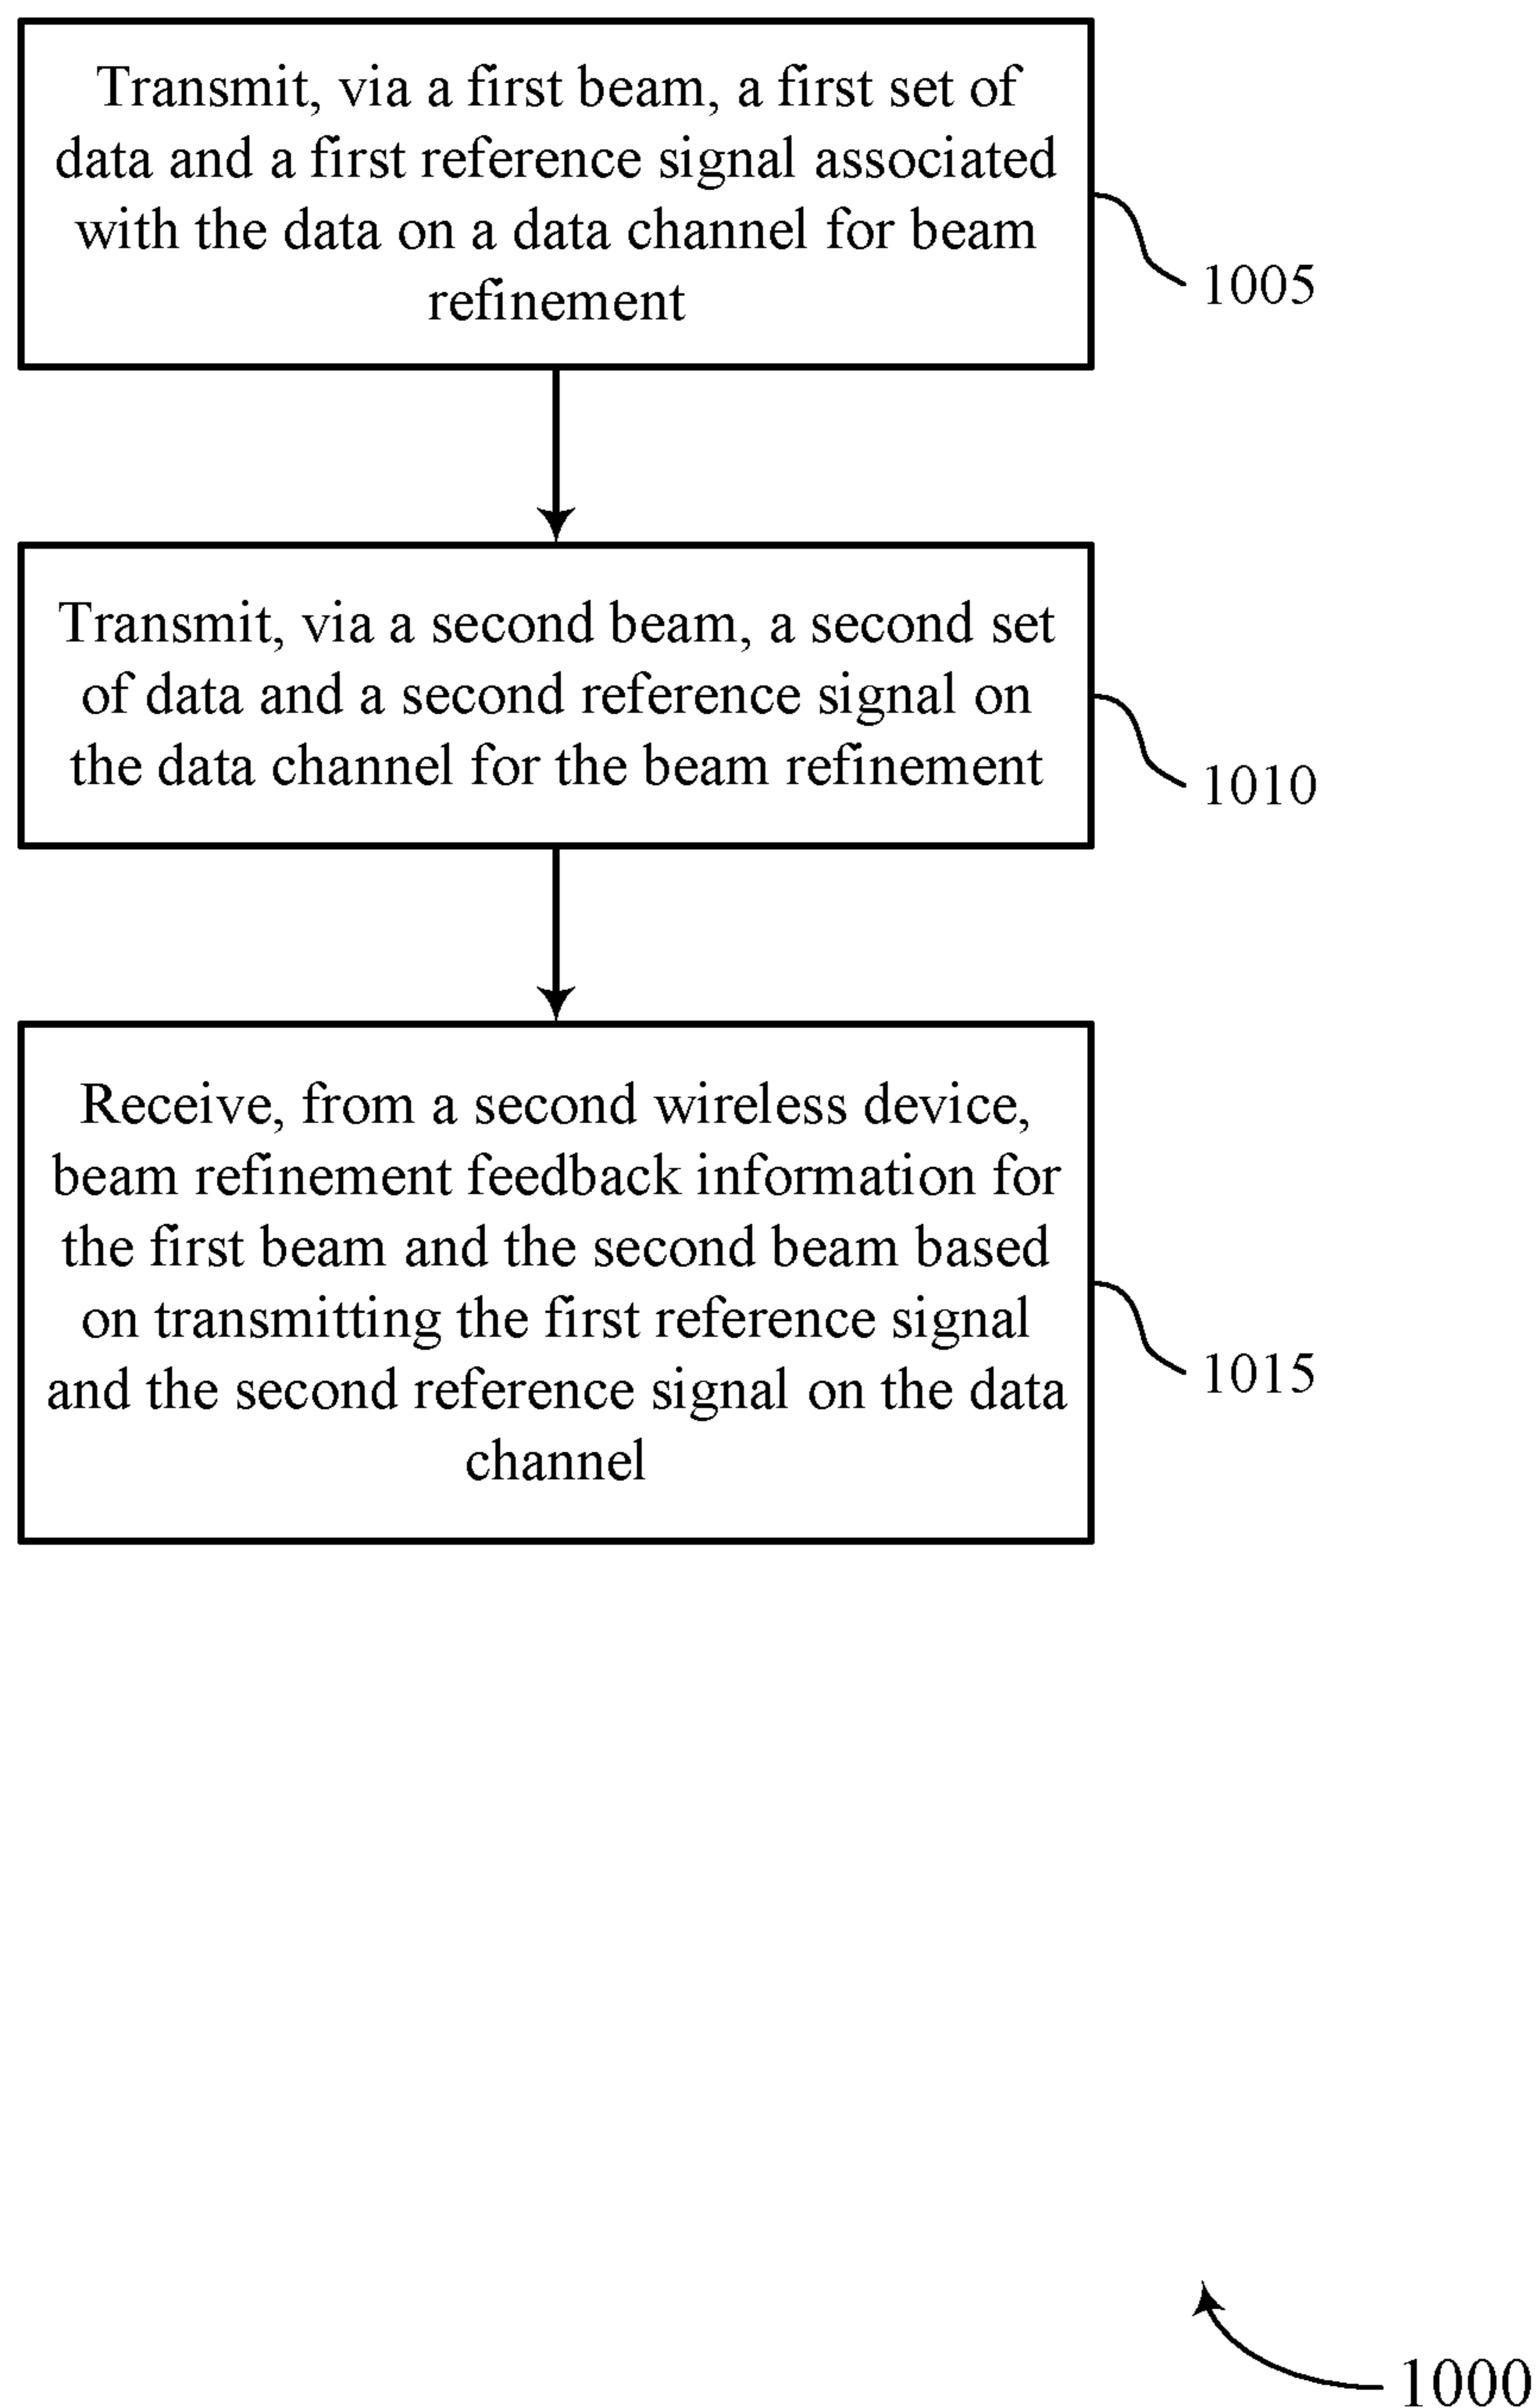 Transmit, via a first beam, a first set of
data and a first reference signal associated
with the data on a data channel for beam
refinement
1005
Transmit, via a second beam, a second set
of data and a second reference signal on
the data channel for the beam refinement
1010
Receive, from a second wireless device,
beam refinement feedback information for
the first beam and the second beam based
on transmitting the first reference signal
and the second reference signal on the data
channel
1015
1000